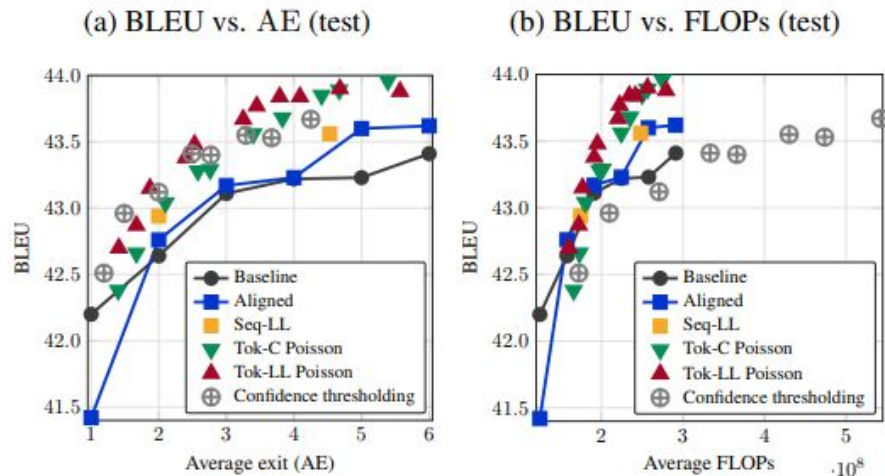 (a) BLEU vs. AE (test)
44.0
43.5
43.0
42.5
42.0
41.5
BLEU
1 2 3 4 5 6
Average exit (AE)
Baseline
Aligned
Seq-LL
Tok-C Poisson
Tok-LL Poisson
Confidence thresholding
(b) BLEU vs. FLOPs (test)
44.0
43.5
43.0
42.5
42.0
41.5
BLEU
2 3 4 5
·10⁸
Average FLOPs
Baseline
Aligned
Seq-LL
Tok-C Poisson
Tok-LL Poisson
Confidence thresholding